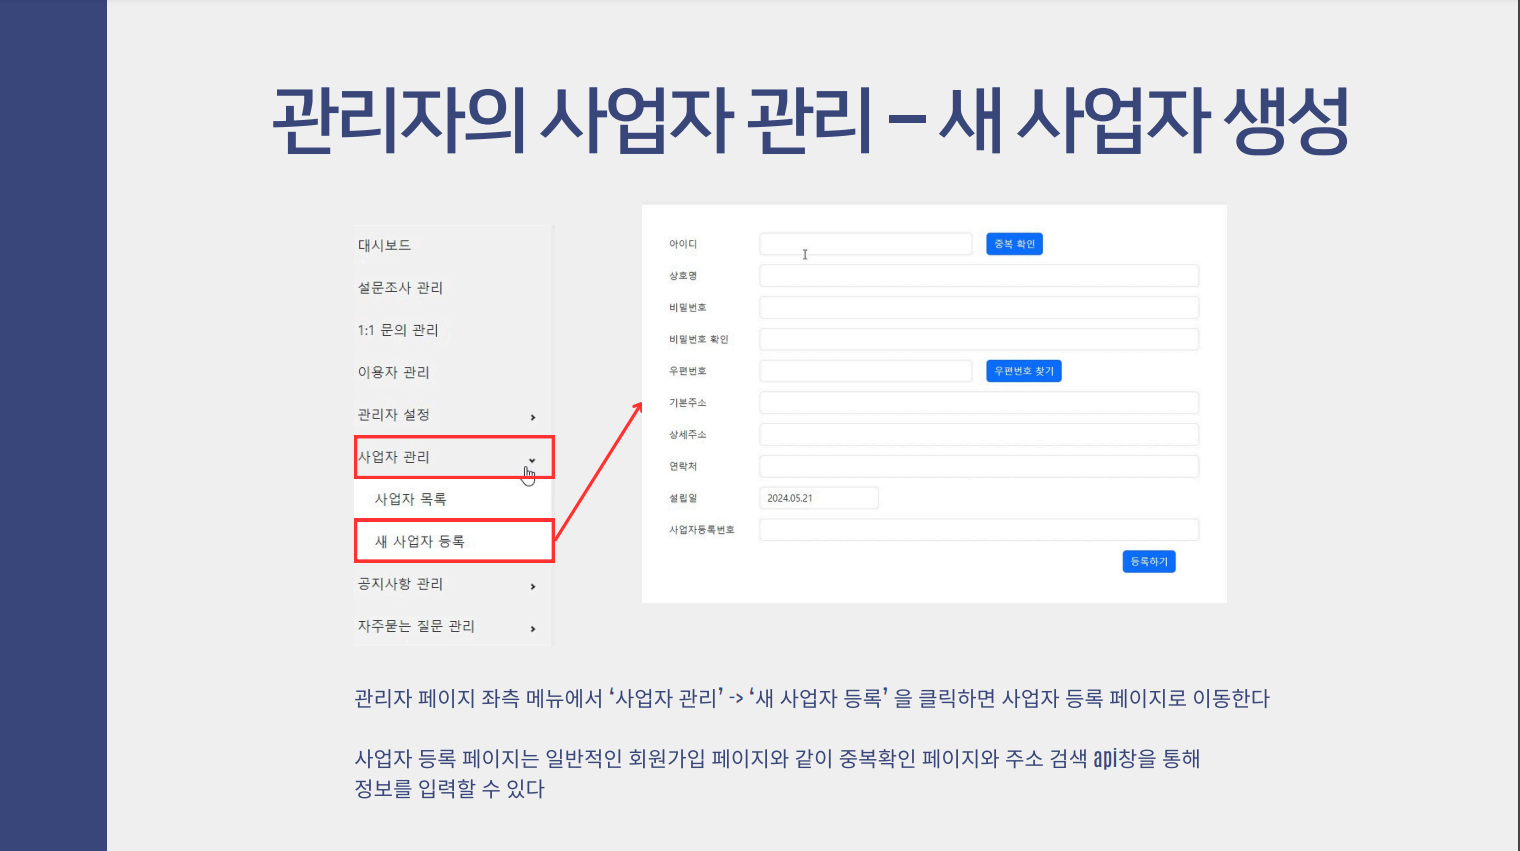 관리자의 사업자 관리 – 새 사업자 생성
대시보드
설문조사 관리
1:1 문의 관리
이용자 관리
관리자 설정
사업자 관리
사업자 목록
새 사업자 등록
공지사항 관리
자주묻는 질문 관리
아이디
중복 확인
상호명
비밀번호
비밀번호 확인
우편번호
우편번호 찾기
기본주소
상세주소
연락처
설립일
2024.05.21
사업자등록번호
등록하기
관리자 페이지 좌측 메뉴에서 ‘사업자 관리’ -> ‘새 사업자 등록’ 을 클릭하면 사업자 등록 페이지로 이동한다
사업자 등록 페이지는 일반적인 회원가입 페이지와 같이 중복확인 페이지와 주소 검색 api창을 통해
정보를 입력할 수 있다